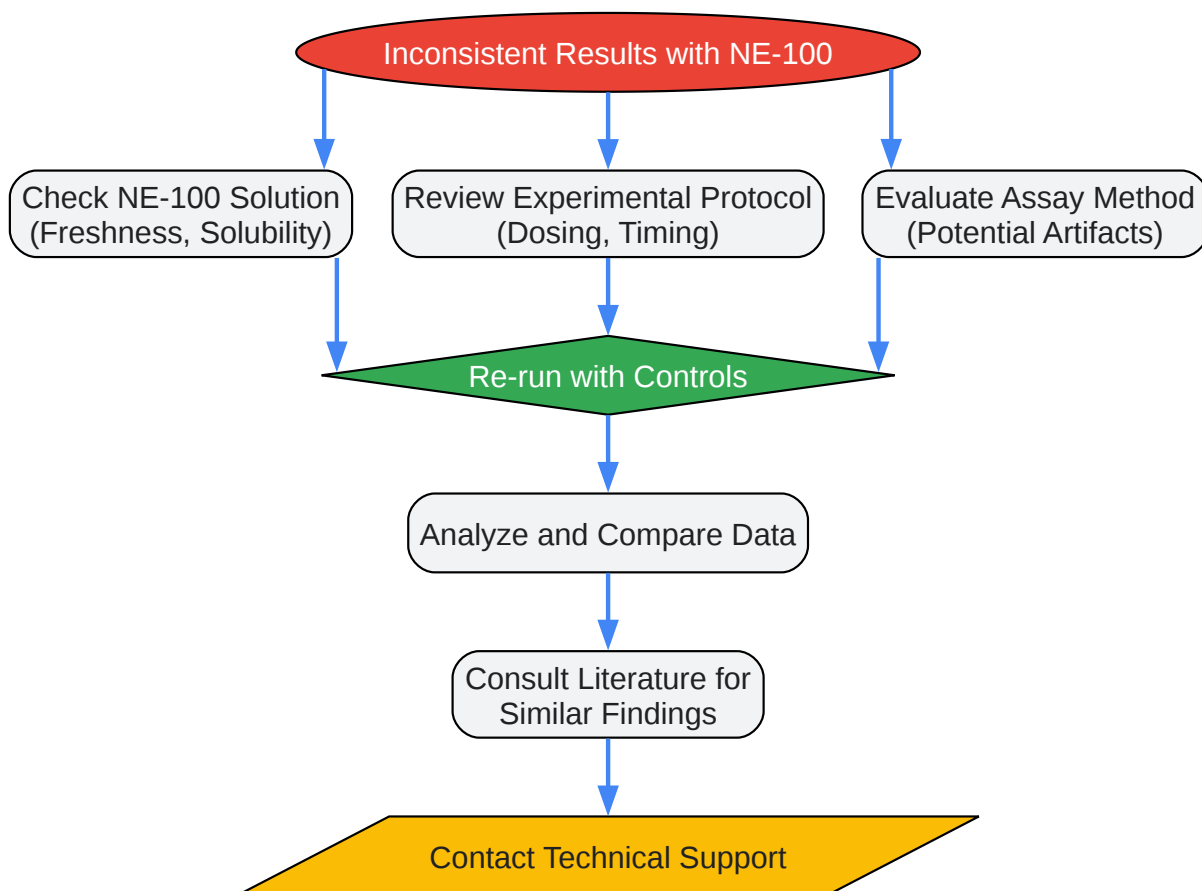 Inconsistent Results with NE-100
Check NE-100 Solution
(Freshness, Solubility)
Review Experimental Protocol
(Dosing, Timing)
Evaluate Assay Method
(Potential Artifacts)
Re-run with Controls
Analyze and Compare Data
Consult Literature for
Similar Findings
Contact Technical Support